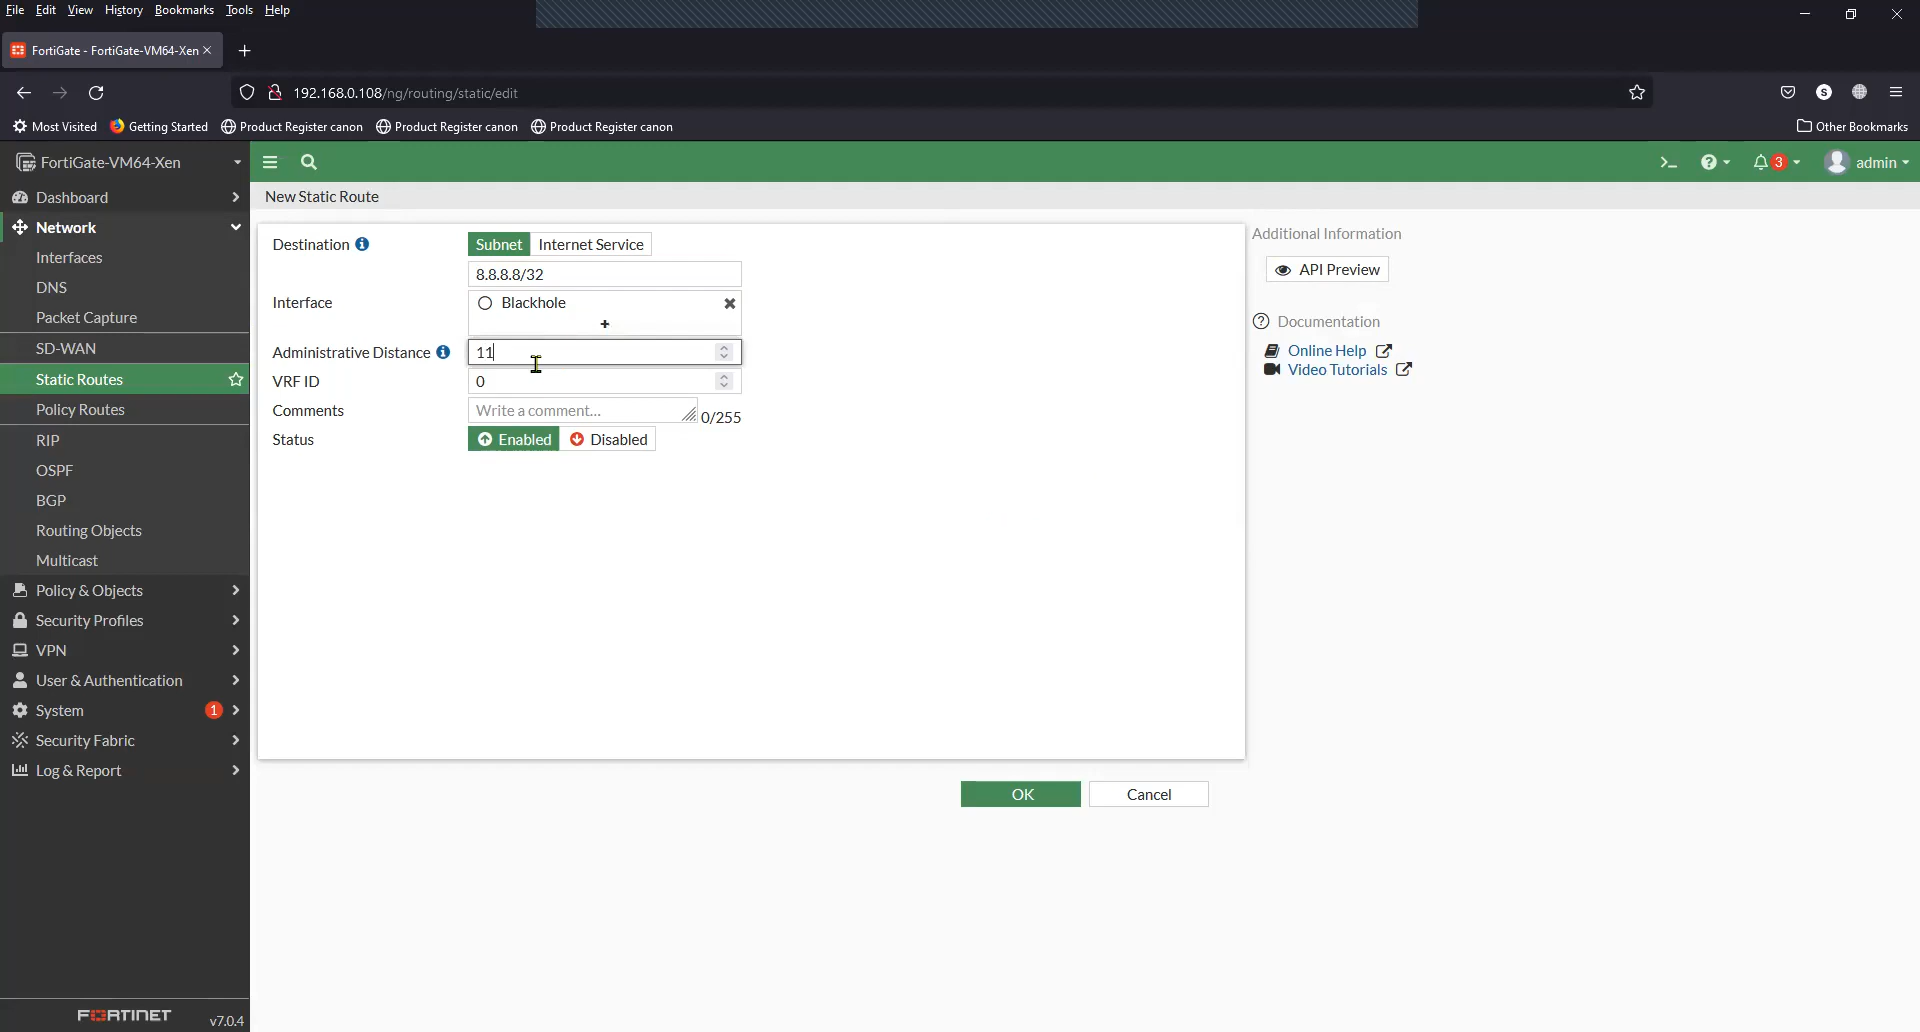 File Edit View History Bookmarks Tools Help
FortiGate - FortiGate-VM64-Xen
192.168.0.108/ng/routing/static/edit
S
Most Visited Getting Started Product Register canon Product Register canon Product Register canon Other Bookmarks
FortiGate-VM64-Xen
3 admin
Dashboard
Network
Interfaces
DNS
Packet Capture
SD-WAN
Static Routes
Policy Routes
RIP
OSPF
BGP
Routing Objects
Multicast
Policy & Objects
Security Profiles
VPN
User & Authentication
System 1
Security Fabric
Log & Report
FORTINET v7.0.4
New Static Route
Destination Subnet Internet Service
8.8.8.8/32
Interface Blackhole
+
Administrative Distance 11
VRF ID 0
Comments Write a comment... 0/255
Status Enabled Disabled
OK Cancel
Additional Information
API Preview
Documentation
Online Help
Video Tutorials